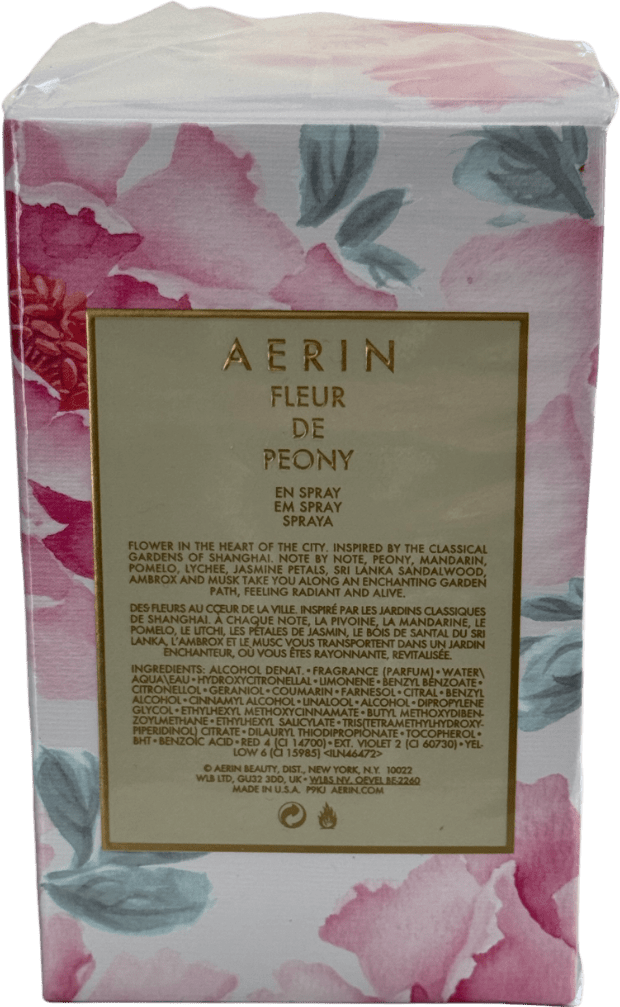 AERIN
FLEUR
DE
PEONY
EN SPRAY
EM SPRAY
SPRAYA
FLOWER IN THE HEART OF THE CITY. INSPIRED BY THE CLASSICAL
GARDENS OF SHANGHAI. NOTE BY NOTE, PEONY, MANDARIN,
POMELO, LYCHEE, JASMINE PETALS, SRI LANKA SANDALWOOD,
AMBROX AND MUSK TAKE YOU ALONG AN ENCHANTING GARDEN
PATH, FEELING RADIANT AND ALIVE.
DES FLEURS AU CŒUR DE LA VILLE. INSPIRÉ PAR LES JARDINS CLASSIQUES
DE SHANGHAI. À CHAQUE NOTE, LA PIVOINE, LA MANDARINE, LE
POMELO, LE LITCHI, LES PÉTALES DE JASMIN, LE BOIS DE SANTAL DU SRI
LANKA, L'AMBROX ET LE MUSC VOUS TRANSPORTENT DANS UN JARDIN
ENCHANTEUR, OU VOUS ÊTES RAYONNANTE, REVITALISÉE.
INGREDIENTS: ALCOHOL DENAT. • FRAGRANCE (PARFUM) • WATER\
AQUA\EAU • HYDROXYCITRONELLAL • LIMONENE • BENZYL BENZOATE •
CITRONELLOL • GERANIOL • COUMARIN • FARNESOL • CITRAL • BENZYL
ALCOHOL • CINNAMYL ALCOHOL • LINALOOL • ALCOHOL • DIPROPYLENE
GLYCOL • ETHYLHEXYL METHOXYCINNAMATE • BUTYL METHOXYDIBEN-
ZOYLMETHANE • ETHYLHEXYL SALICYLATE • TRIS(TETRAMETHYLHYDROXY-
PIPERIDINOL) CITRATE • DILAURYL THIODIPROPIONATE • TOCOPHEROL •
BHT • BENZOIC ACID • RED 4 (CI 14700) • EXT. VIOLET 2 (CI 60730) • YEL-
LOW 6 (CI 15985) <ILN46472>
© AERIN BEAUTY, DIST., NEW YORK, N.Y. 10022
WLB LTD, GU32 3DD, UK • WLBS NV, OEVEL BE-2260
MADE IN U.S.A. P9KJ AERIN.COM